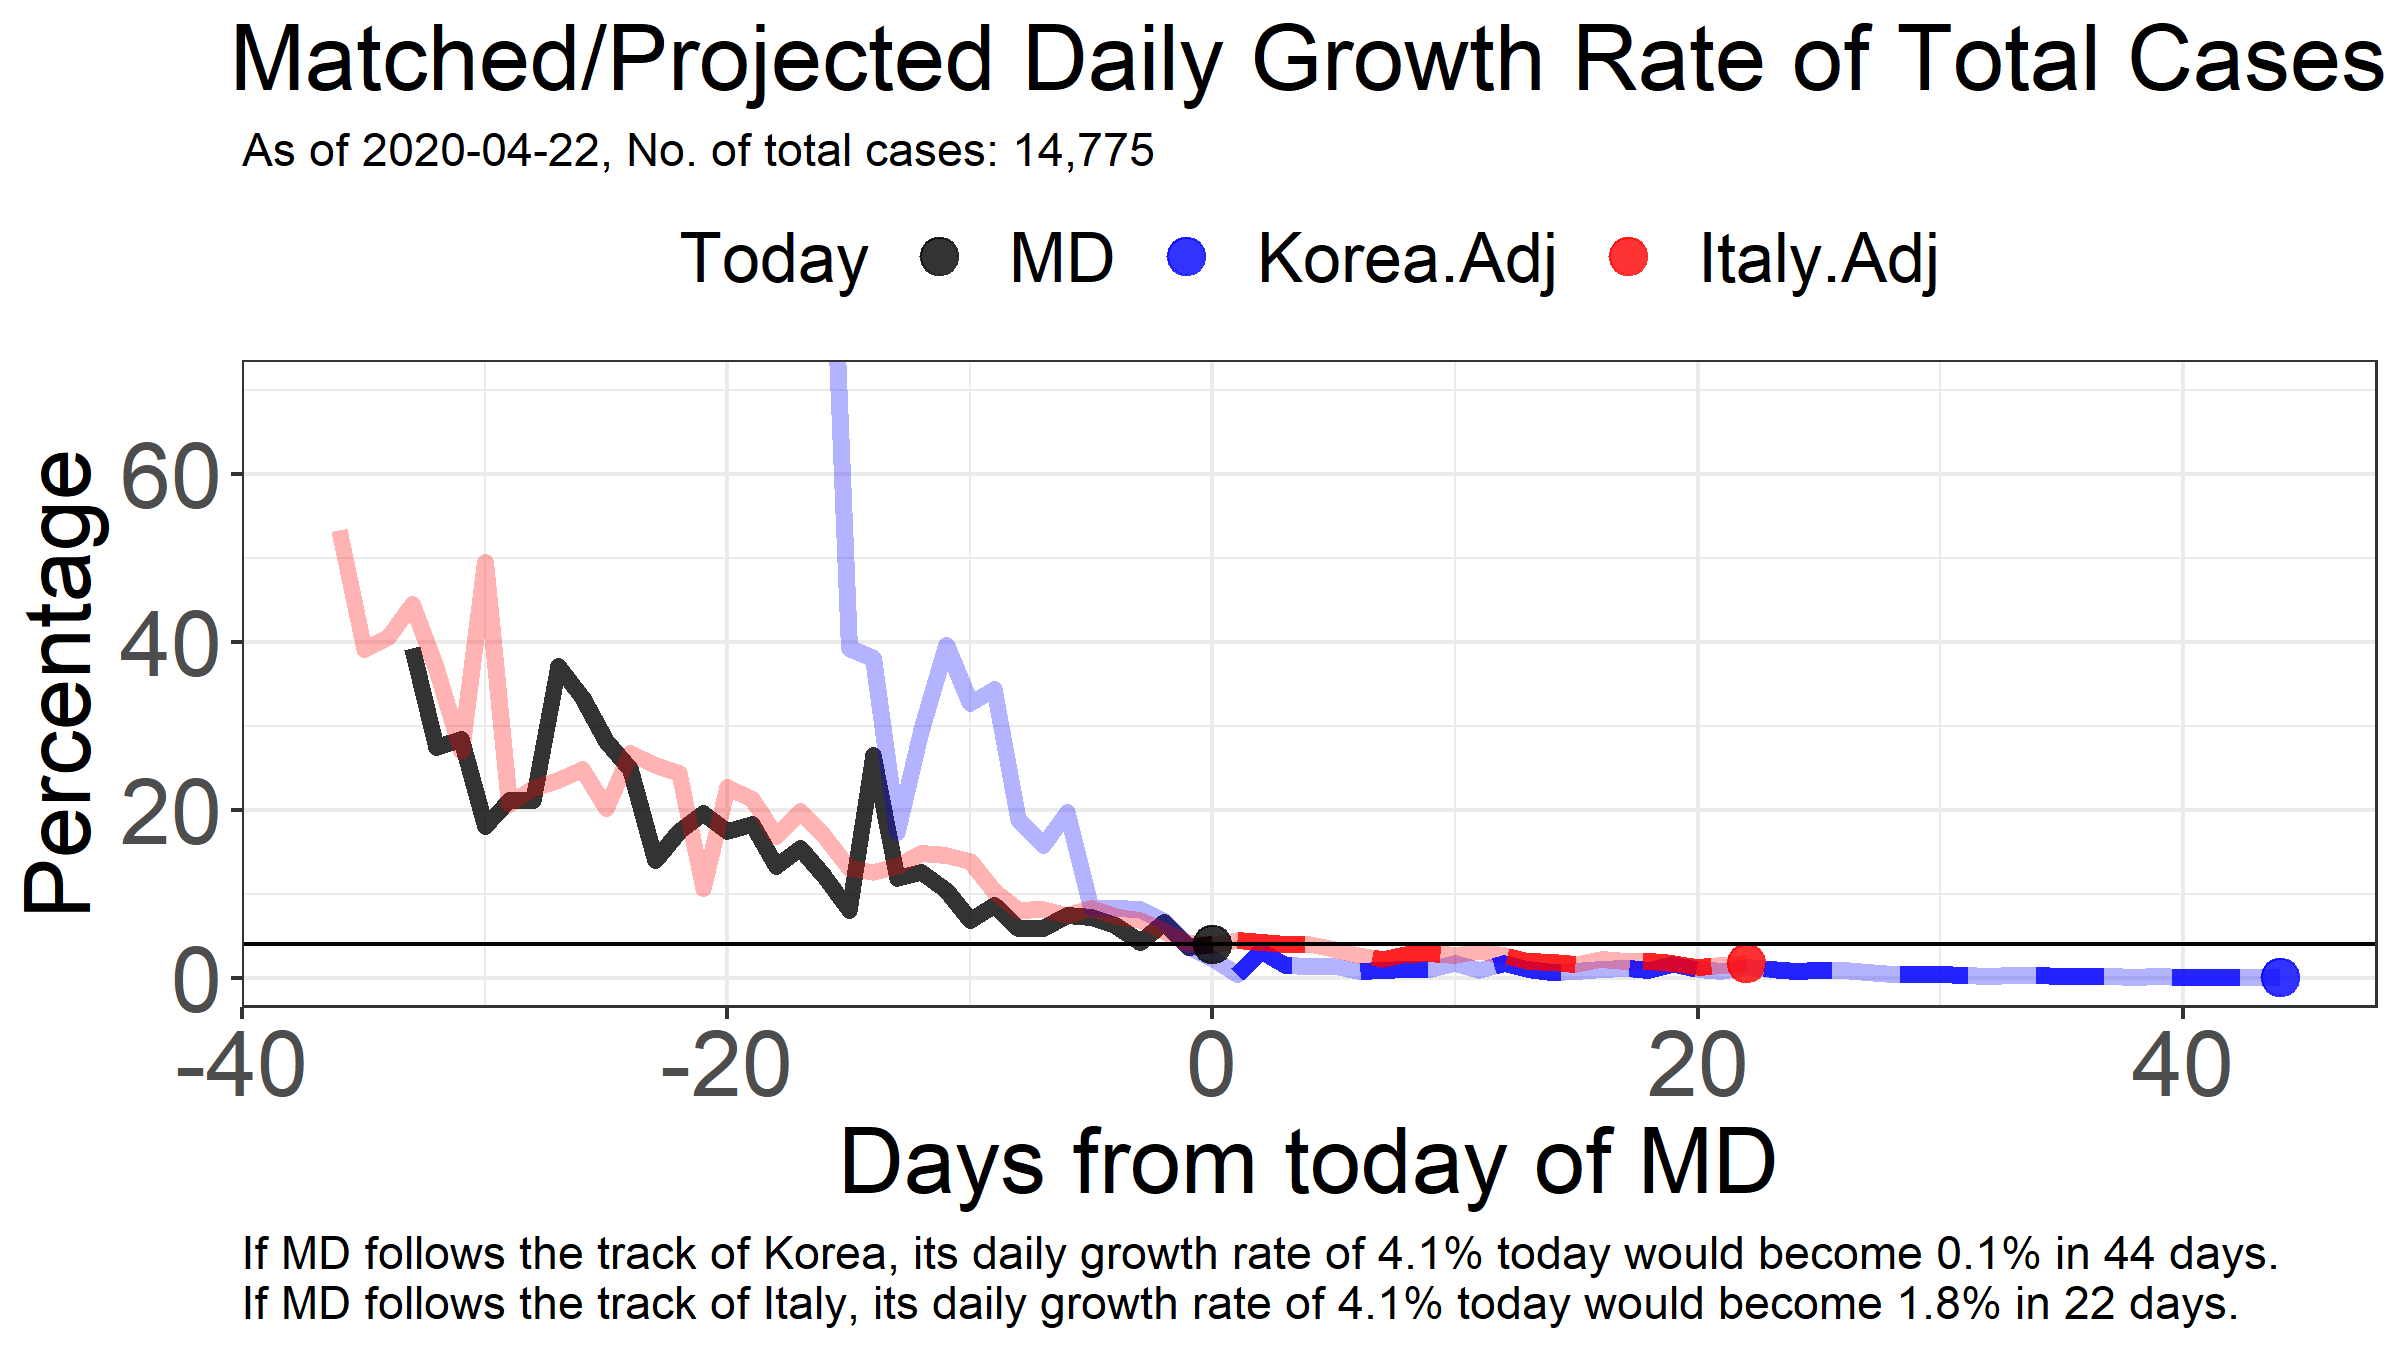 Matched/Projected Daily Growth Rate of Total Cases
As of 2020-04-22, No. of total cases: 14,775
Today MD Korea.Adj Italy.Adj
Percentage
60
40
20
0
-40 -20 0 20 40
Days from today of MD
If MD follows the track of Korea, its daily growth rate of 4.1% today would become 0.1% in 44 days.
If MD follows the track of Italy, its daily growth rate of 4.1% today would become 1.8% in 22 days.